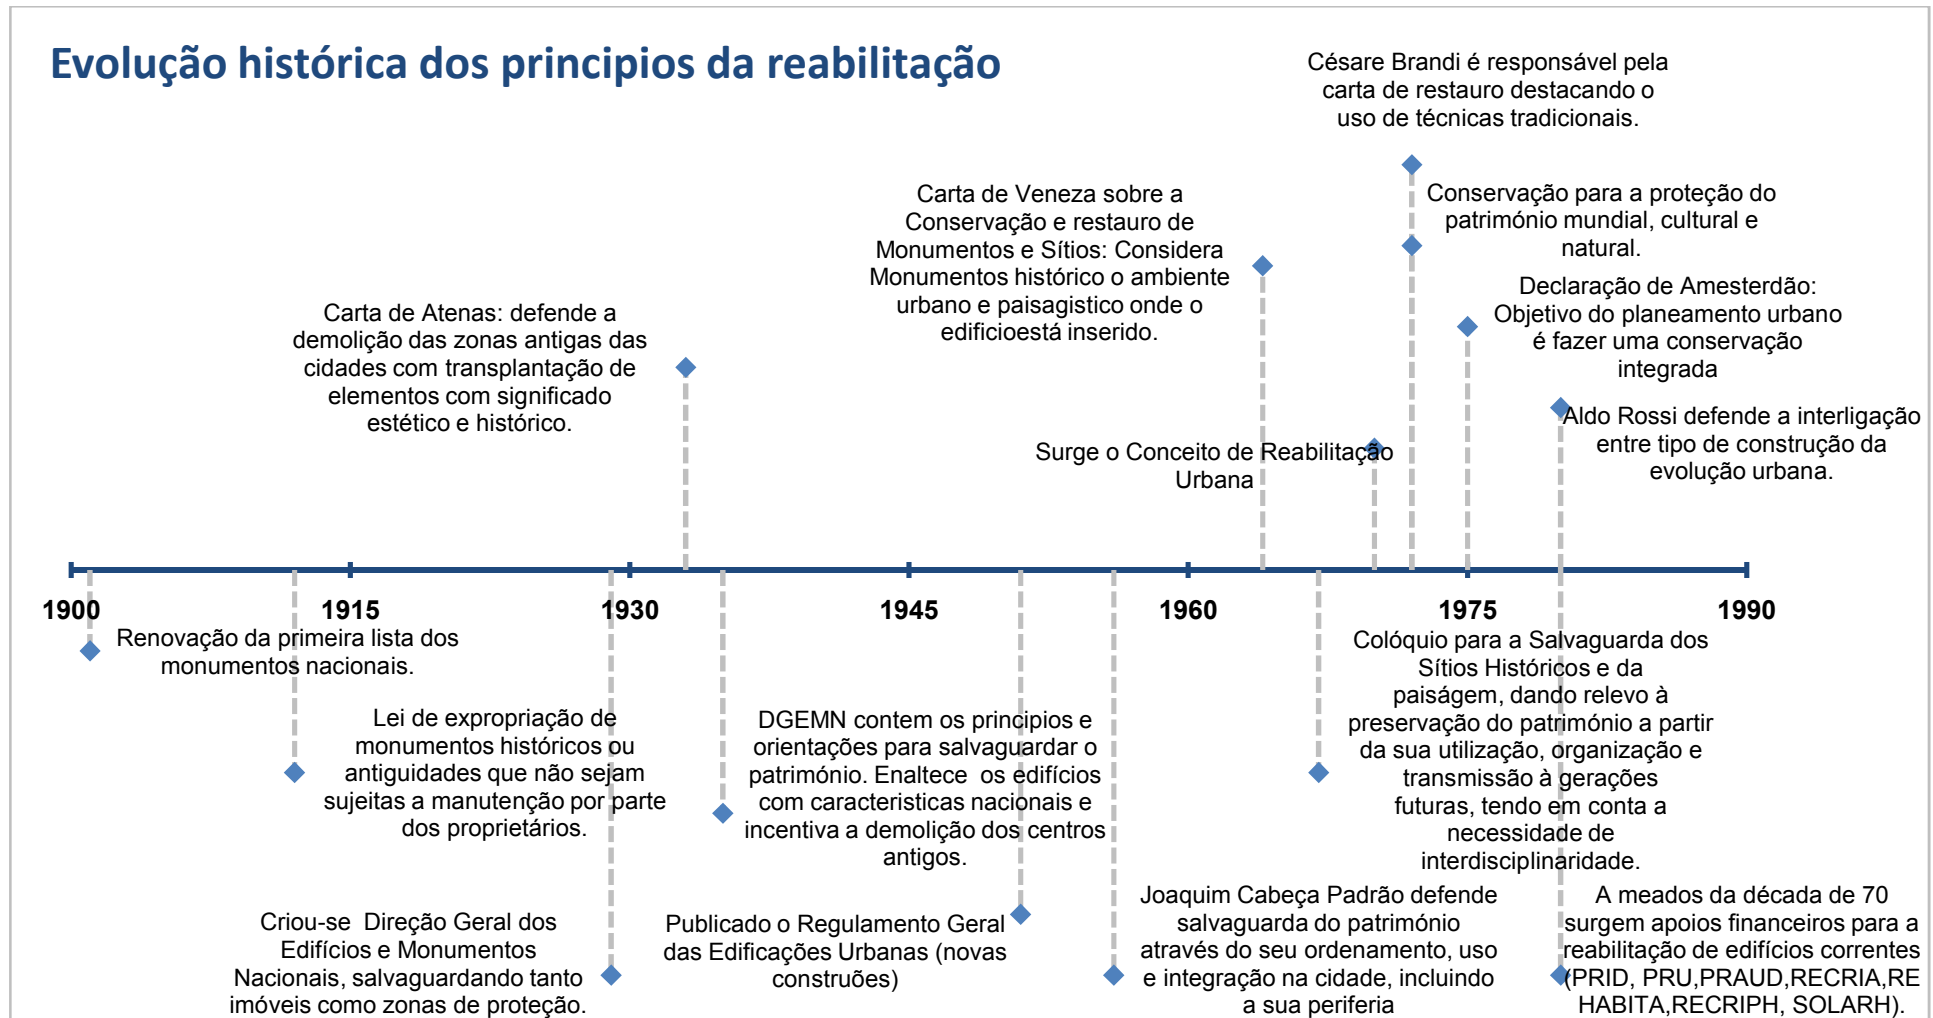 Evolução histórica dos principios da reabilitação
César Brandi é responsável pela
carta de restauro destacando o
uso de técnicas tradicionais.
Carta de Veneza sobre a
Conservação e restauro de
Monumentos e Sítios: Considera
Monumentos histórico o ambiente
urbano e paisagistico onde o
edificioestá inserido.
Conservação para a proteção do
património mundial, cultural e
natural.
Carta de Atenas: defende a
demolição das zonas antigas das
cidades com transplantação de
elementos com significado
estético e histórico.
Declaração de Amesterdão:
Objetivo do planeamento urbano
é fazer uma conservação
integrada
Surge o Conceito de Reabilitação
Urbana
Aldo Rossi defende a interligação
entre tipo de construção da
evolução urbana.
1900 1915 1930 1945 1960 1975 1990
Renovação da primeira lista dos
monumentos nacionais.
Lei de expropriação de
monumentos históricos ou
antiguidades que não sejam
sujeitas a manutenção por parte
dos proprietários.
DGEMN contem os principios e
orientações para salvaguardar o
património. Enaltece os edifícios
com caracteristicas nacionais e
incentiva a demolição dos centros
antigos.
Colóquio para a Salvaguarda dos
Sítios Históricos e da
paiságem, dando relevo à
preservação do património a partir
da sua utilização, organização e
transmissão à gerações
futuras, tendo em conta a
necessidade de
interdisciplinaridade.
Criou-se Direção Geral dos
Edifícios e Monumentos
Nacionais, salvaguardando tanto
imóveis como zonas de proteção.
Publicado o Regulamento Geral
das Edificações Urbanas (novas
construões)
Joaquim Cabeça Padrão defende
salvaguarda do património
através do seu ordenamento, uso
e integração na cidade, incluindo
a sua periferia
A meados da década de 70
surgem apoios financeiros para a
reabilitação de edifícios correntes
(PRID, PRU,PRAUD,RECRIA,RE
HABITA,RECRIPH, SOLARH).